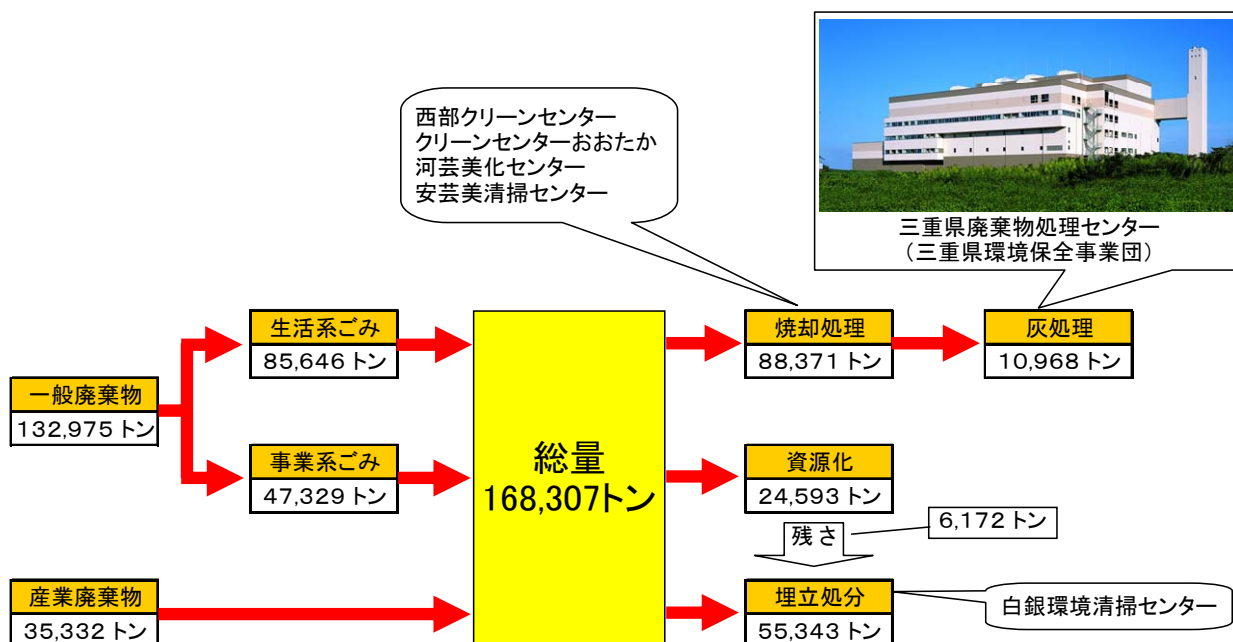 西部クリーンセンター
クリーンセンターおおたか
河芸美化センター
安芸美清掃センター
三重県廃棄物処理センター
（三重県環境保全事業団）
生活系ごみ
85,646 トン
焼却処理
88,371 トン
灰処理
10,968 トン
一般廃棄物
132,975 トン
事業系ごみ
47,329 トン
総量
168,307トン
資源化
24,593 トン
残さ
6,172 トン
産業廃棄物
35,332 トン
埋立処分
55,343 トン
白銀環境清掃センター